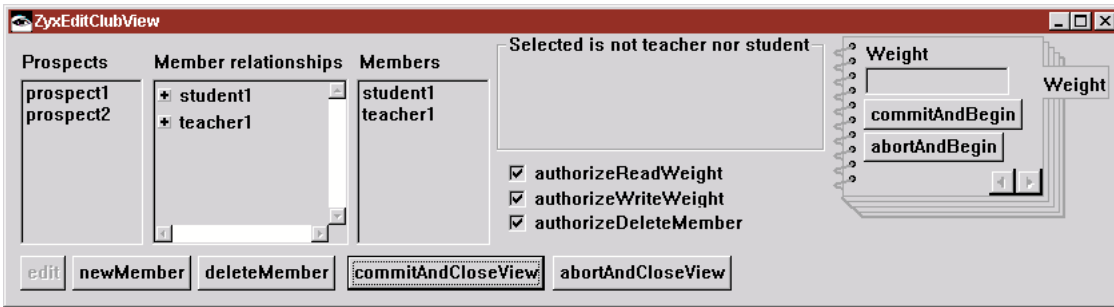 ZyxEditClubView
Prospects
prospect1
prospect2
Member relationships
student1
teacher1
Members
student1
teacher1
Selected is not teacher nor student
authorizeReadWeight
authorizeWriteWeight
authorizeDeleteMember
Weight
commitAndBegin
abortAndBegin
Weight
edit
newMember
deleteMember
commitAndCloseView
abortAndCloseView